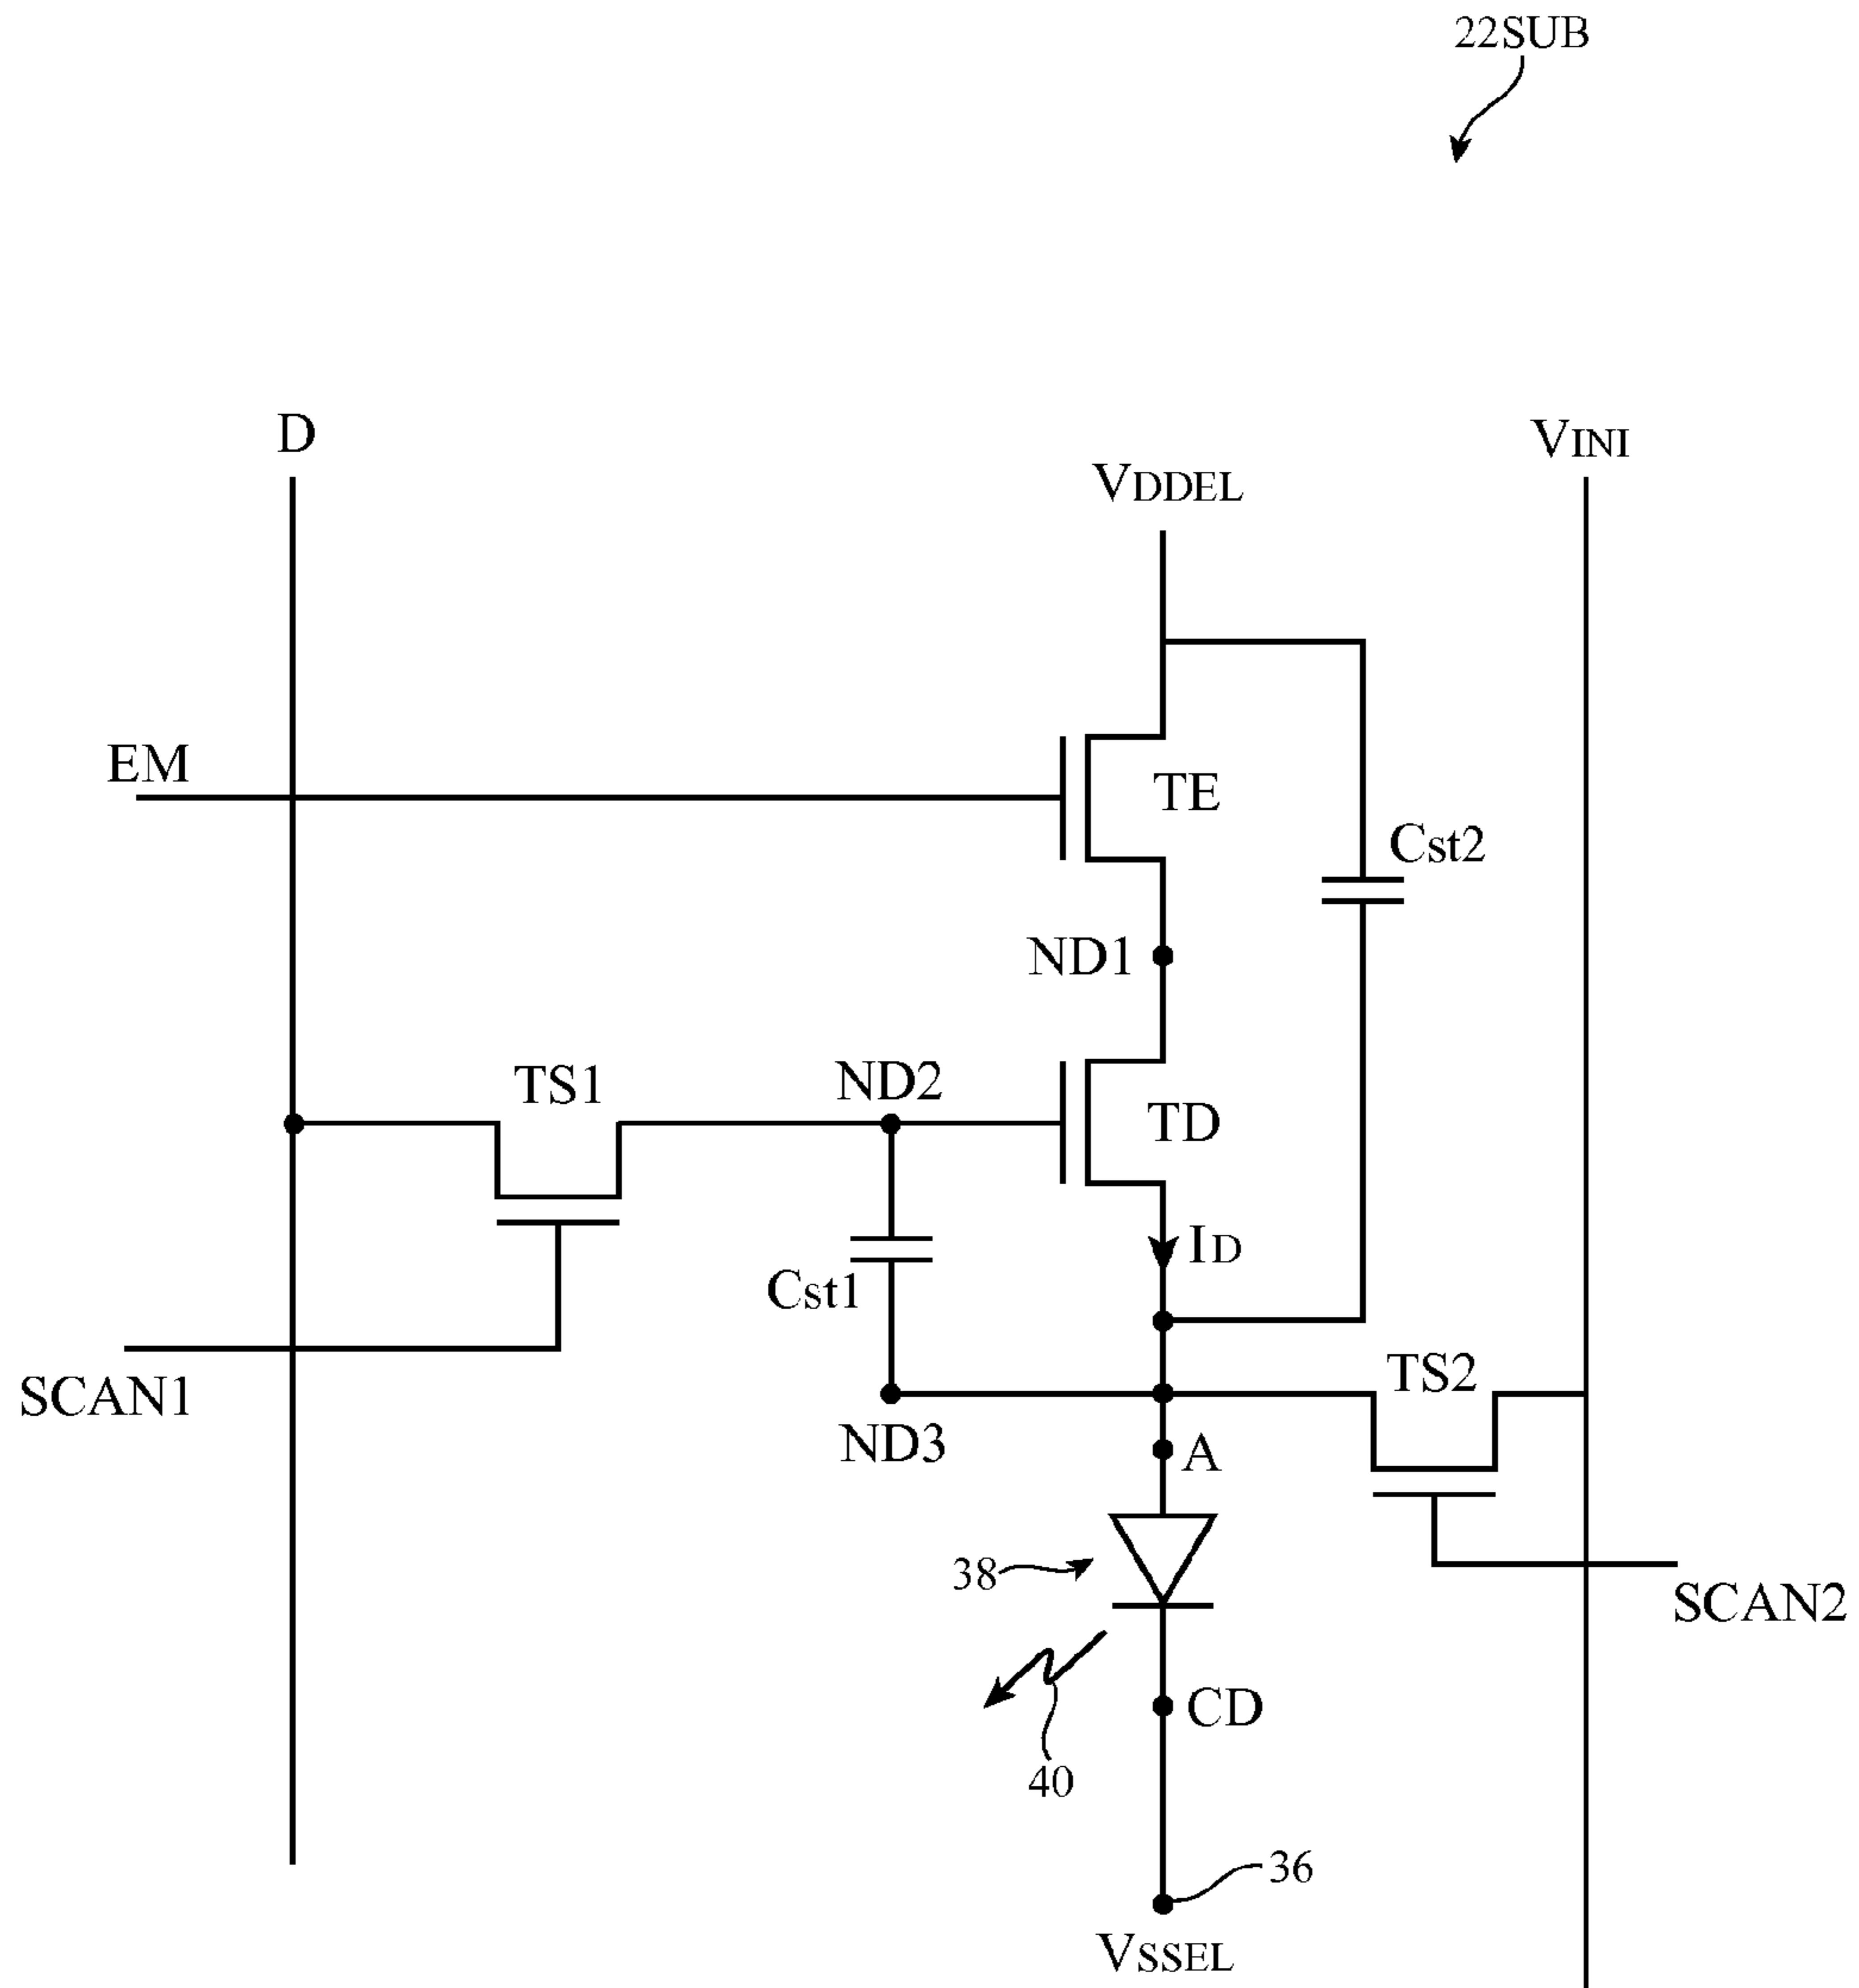 22SUB
D
VINI
VDDEL
EM
TE
Cst2
ND1
TS1
ND2
TD
ID
Cst1
SCAN1
TS2
ND3
A
38
SCAN2
CD
40
36
VSSEL